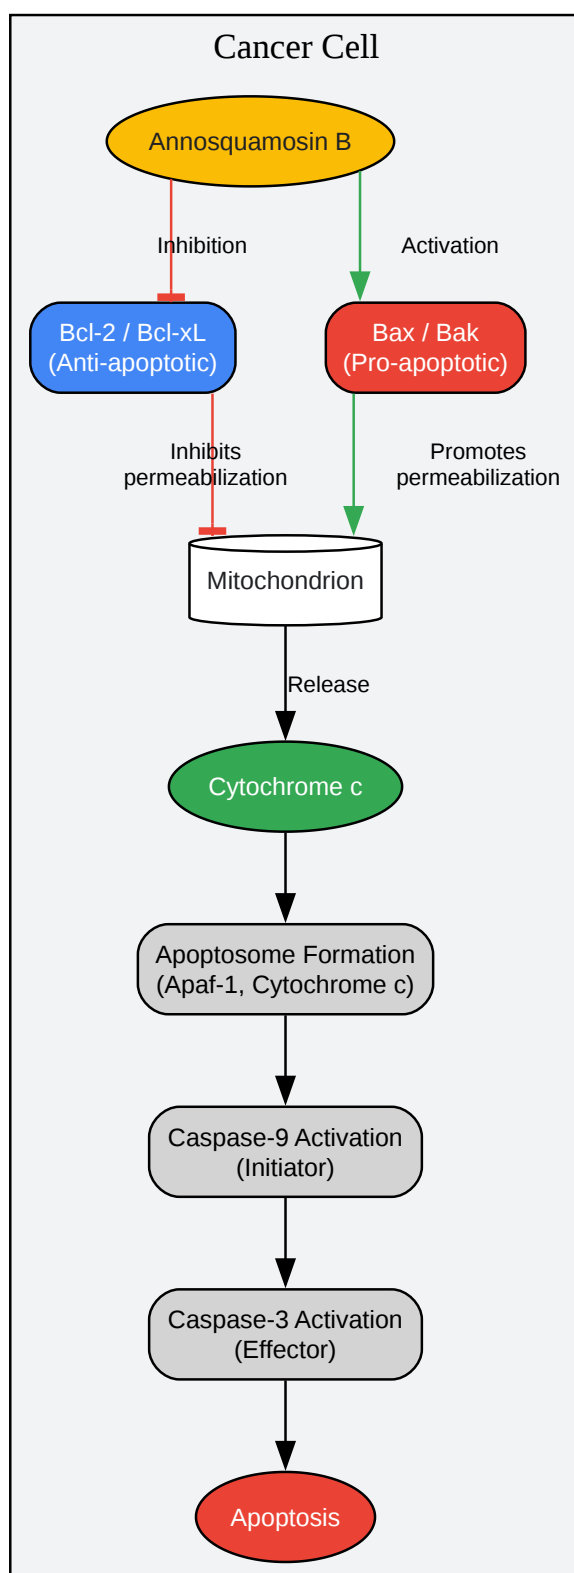 Cancer Cell
Annosquamosin B
Inhibition
Activation
Bcl-2 / Bcl-xL
(Anti-apoptotic)
Bax / Bak
(Pro-apoptotic)
Inhibits
permeabilization
Promotes
permeabilization
Mitochondrion
Release
Cytochrome c
Apoptosome Formation
(Apaf-1, Cytochrome c)
Caspase-9 Activation
(Initiator)
Caspase-3 Activation
(Effector)
Apoptosis